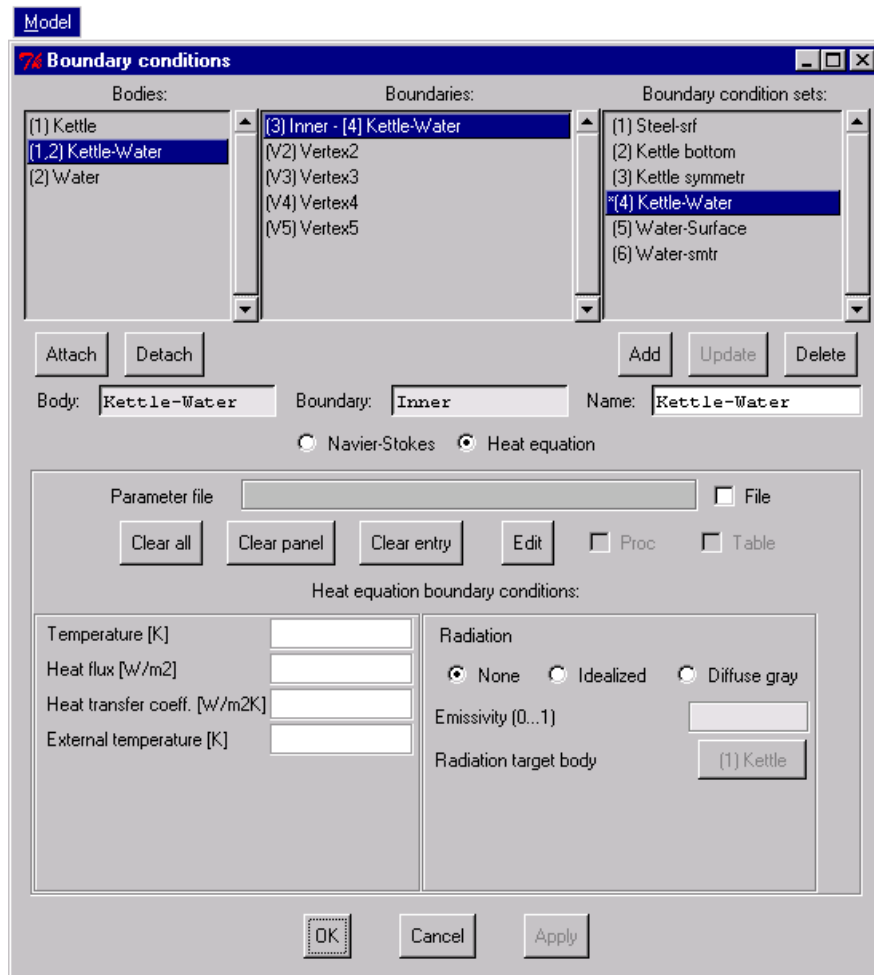 Model
Boundary conditions
Bodies: Boundaries: Boundary condition sets:
(1) Kettle (3) Inner - [4] Kettle-Water (1) Steel-srf
(1,2) Kettle-Water (V2) Vertex2 (2) Kettle bottom
(2) Water (V3) Vertex3 (3) Kettle symmetr
(V4) Vertex4 *(4) Kettle-Water
(V5) Vertex5 (5) Water-Surface
(6) Water-smtr
Attach Detach Add Update Delete
Body: Kettle-Water Boundary: Inner Name: Kettle-Water
Navier-Stokes Heat equation
Parameter file File
Clear all Clear panel Clear entry Edit Proc Table
Heat equation boundary conditions:
Temperature [K] Radiation
Heat flux [W/m2] None Idealized Diffuse gray
Heat transfer coeff. [W/m2K] Emissivity (0...1)
External temperature [K] Radiation target body (1) Kettle
OK Cancel Apply